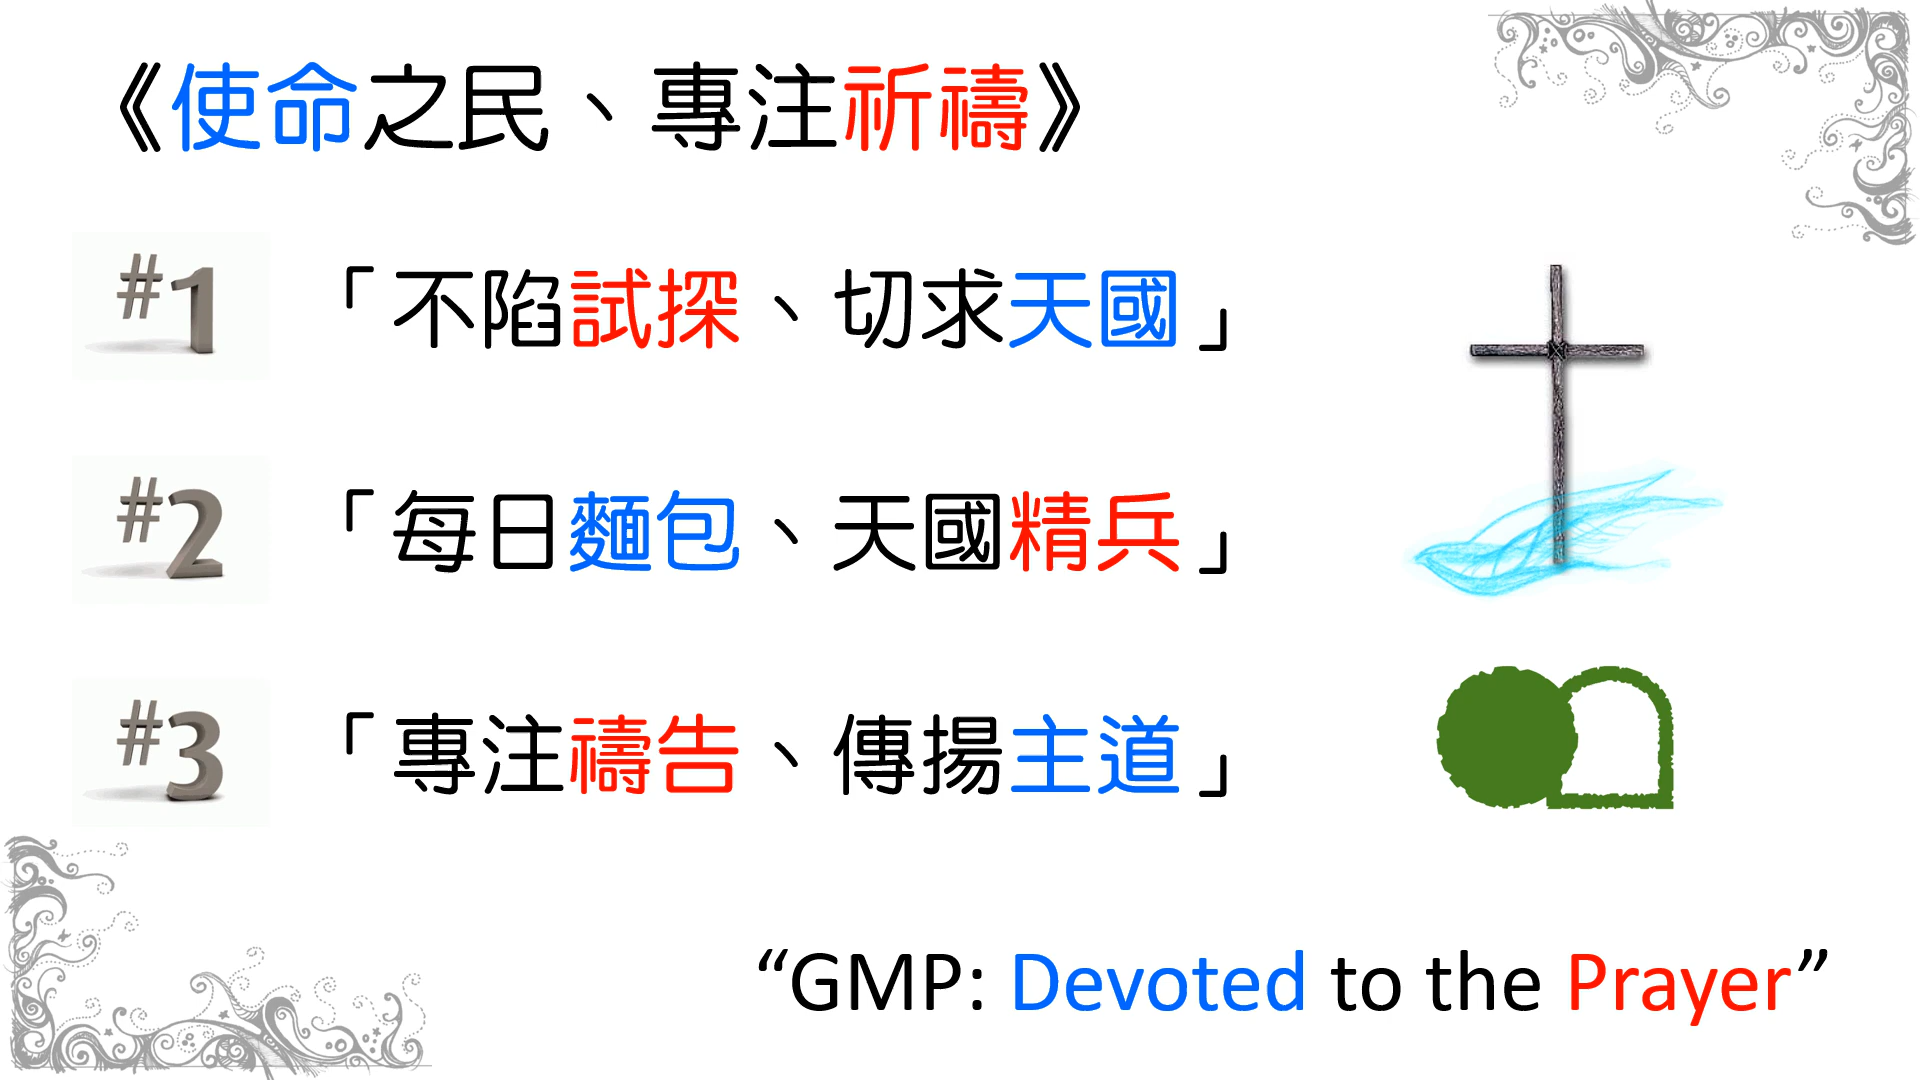 《使命之民、專注祈禱》
#1 「不陷試探、切求天國」
#2 「每日麵包、天國精兵」
#3 「專注禱告、傳揚主道」
“GMP: Devoted to the Prayer”